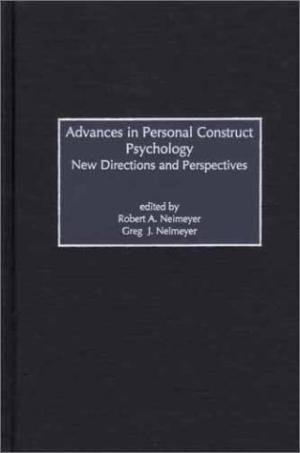 Advances in Personal Construct
Psychology
New Directions and Perspectives
edited by
Robert A. Neimeyer
Greg J. Neimeyer